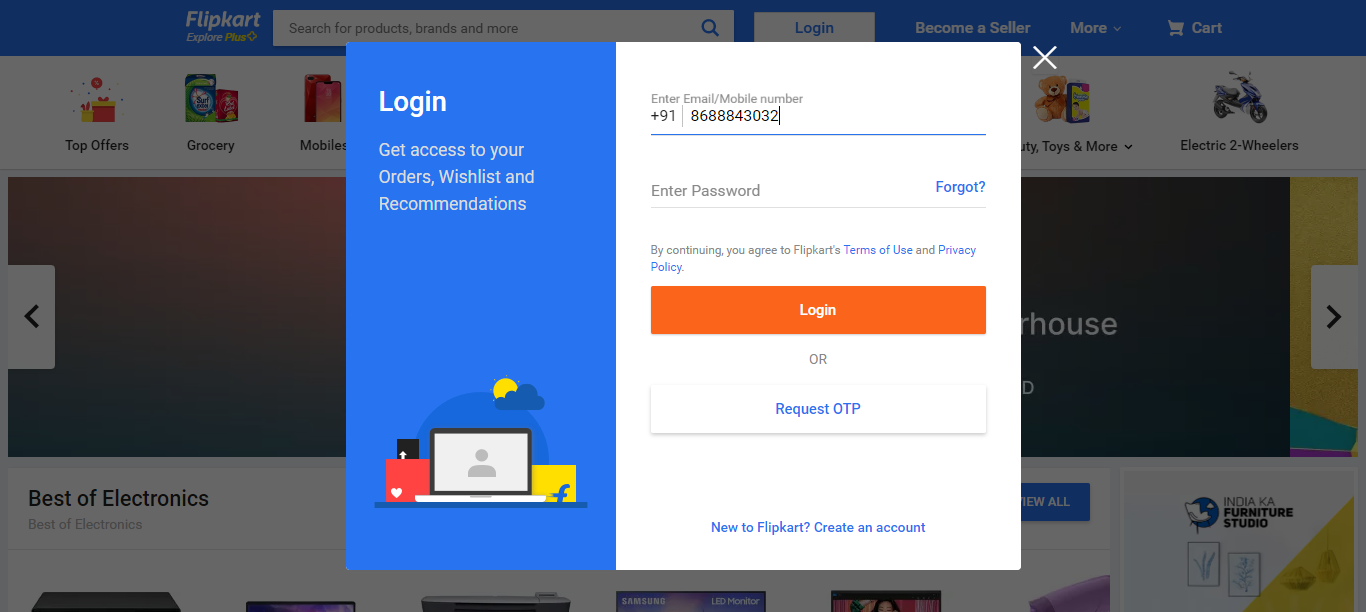 Flipkart
Explore Plus
Search for products, brands and more
Login
Become a Seller
More
Cart
Top Offers
Grocery
Mobiles
Toys & More
Electric 2-Wheelers
Login
Get access to your
Orders, Wishlist and
Recommendations
Enter Email/Mobile number
+91 8688843032
Enter Password
Forgot?
By continuing, you agree to Flipkart's Terms of Use and Privacy
Policy.
Login
OR
Request OTP
New to Flipkart? Create an account
rhouse
D
Best of Electronics
Best of Electronics
VIEW ALL
INDIA KA
FURNITURE
STUDIO
SAMSUNG
LED Monitor